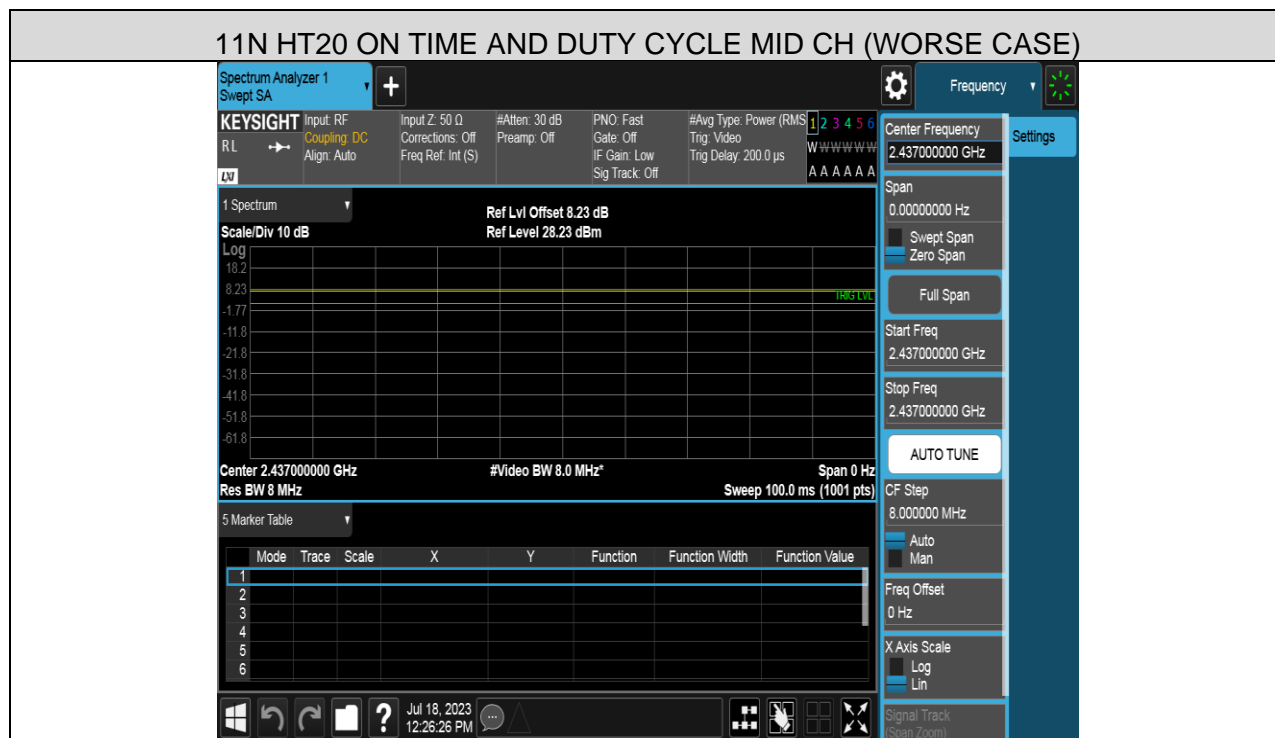 11N HT20 ON TIME AND DUTY CYCLE MID CH (WORSE CASE)
Spectrum Analyzer 1
Swept SA
+
Frequency
KEYSIGHT
RL
LXI
Input: RF
Coupling: DC
Align: Auto
Input Z: 50 Ω
Corrections: Off
Freq Ref: Int (S)
#Atten: 30 dB
Preamp: Off
PNO: Fast
Gate: Off
IF Gain: Low
Sig Track: Off
#Avg Type: Power (RMS
Trig: Video
Trig Delay: 200.0 µs
1 2 3 4 5 6
W W W W W W
A A A A A A
1 Spectrum
Scale/Div 10 dB
Ref Lvl Offset 8.23 dB
Ref Level 28.23 dBm
Log
18.2
8.23
-1.77
-11.8
-21.8
-31.8
-41.8
-51.8
-61.8
TRIG LVL
Center 2.437000000 GHz
Res BW 8 MHz
#Video BW 8.0 MHz*
Span 0 Hz
Sweep 100.0 ms (1001 pts)
5 Marker Table
Mode Trace Scale X Y Function Function Width Function Value
1
2
3
4
5
6
?
Jul 18, 2023
12:26:26 PM
Center Frequency
2.437000000 GHz
Settings
Span
0.00000000 Hz
Swept Span
Zero Span
Full Span
Start Freq
2.437000000 GHz
Stop Freq
2.437000000 GHz
AUTO TUNE
CF Step
8.000000 MHz
Auto
Man
Freq Offset
0 Hz
X Axis Scale
Log
Lin
Signal Track
(Span Zoom)